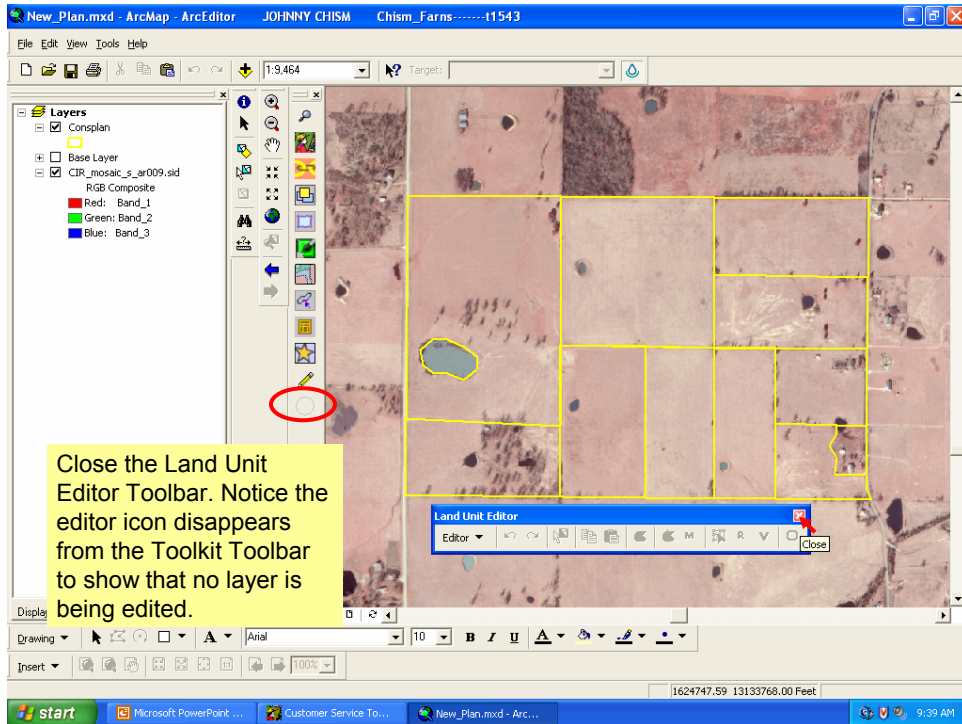 New_Plan.mxd - ArcMap - ArcEditor JOHNNY CHISM Chism_Farns-------t1543
File Edit View Tools Help
1:9,464
Target:
Layers
Consplan
Base Layer
CIR_mosaic_s_ar009.sid
RGB Composite
Red: Band_1
Green: Band_2
Blue: Band_3
Close the Land Unit
Editor Toolbar. Notice the
editor icon disappears
from the Toolkit Toolbar
to show that no layer is
being edited.
Land Unit Editor
Editor
M
R
V
Close
Display
Drawing
A
Arial
10
B I U A
Insert
1:1
100%
1624747.59 13133768.00 Feet
start
Microsoft PowerPoint ...
Customer Service To...
New_Plan.mxd - Arc...
9:39 AM